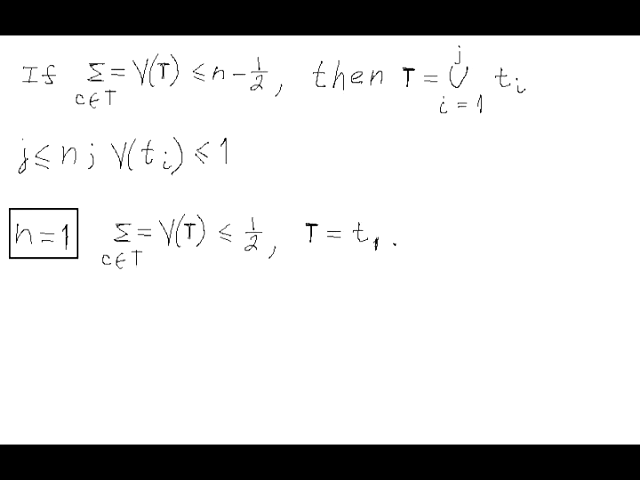 If Σ = V(T) ≤ n - 1/2, then T = ∪ t_i
c∈T j i = 1
j ≤ n ; V(t_i) ≤ 1
n = 1 Σ = V(T) ≤ 1/2, T = t_1.
c∈T